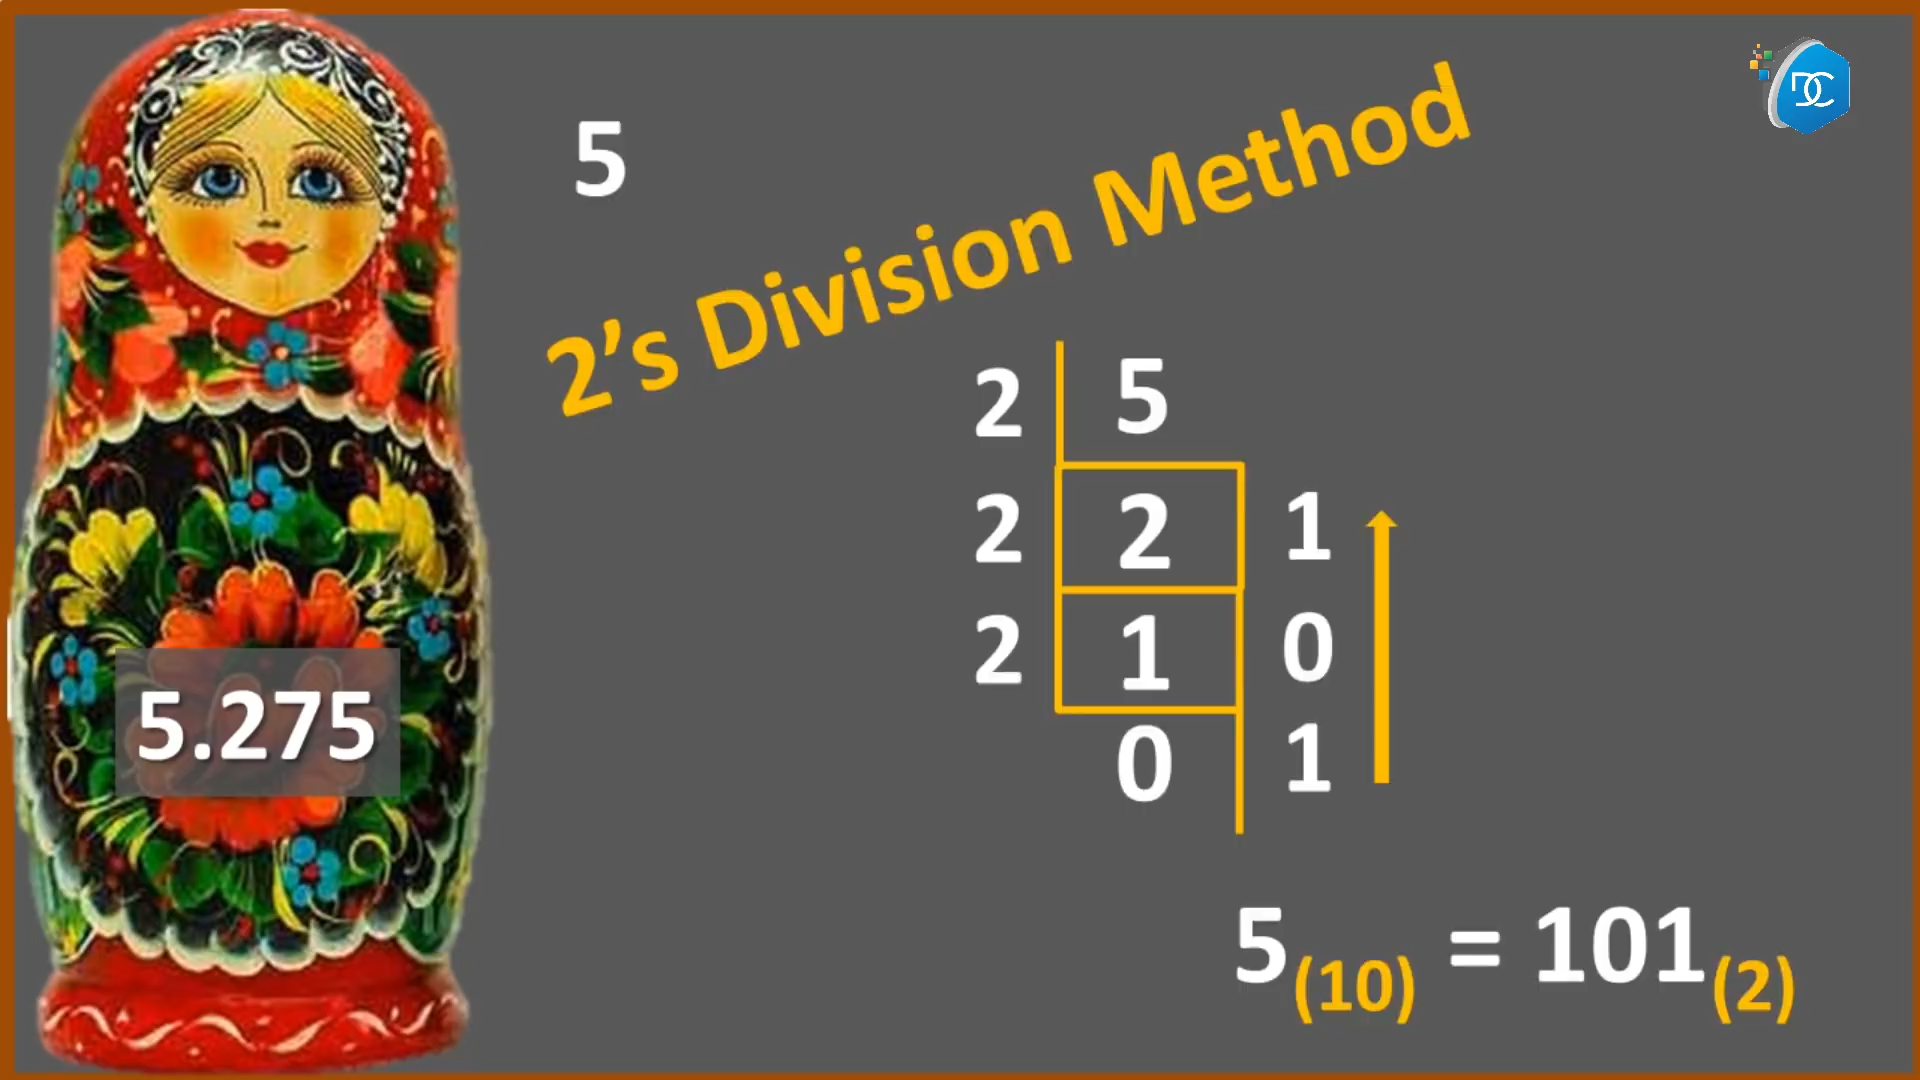 5
2's Division Method
DC
2 5
2 2 1
2 1 0
0 1
5.275
5(10) = 101(2)